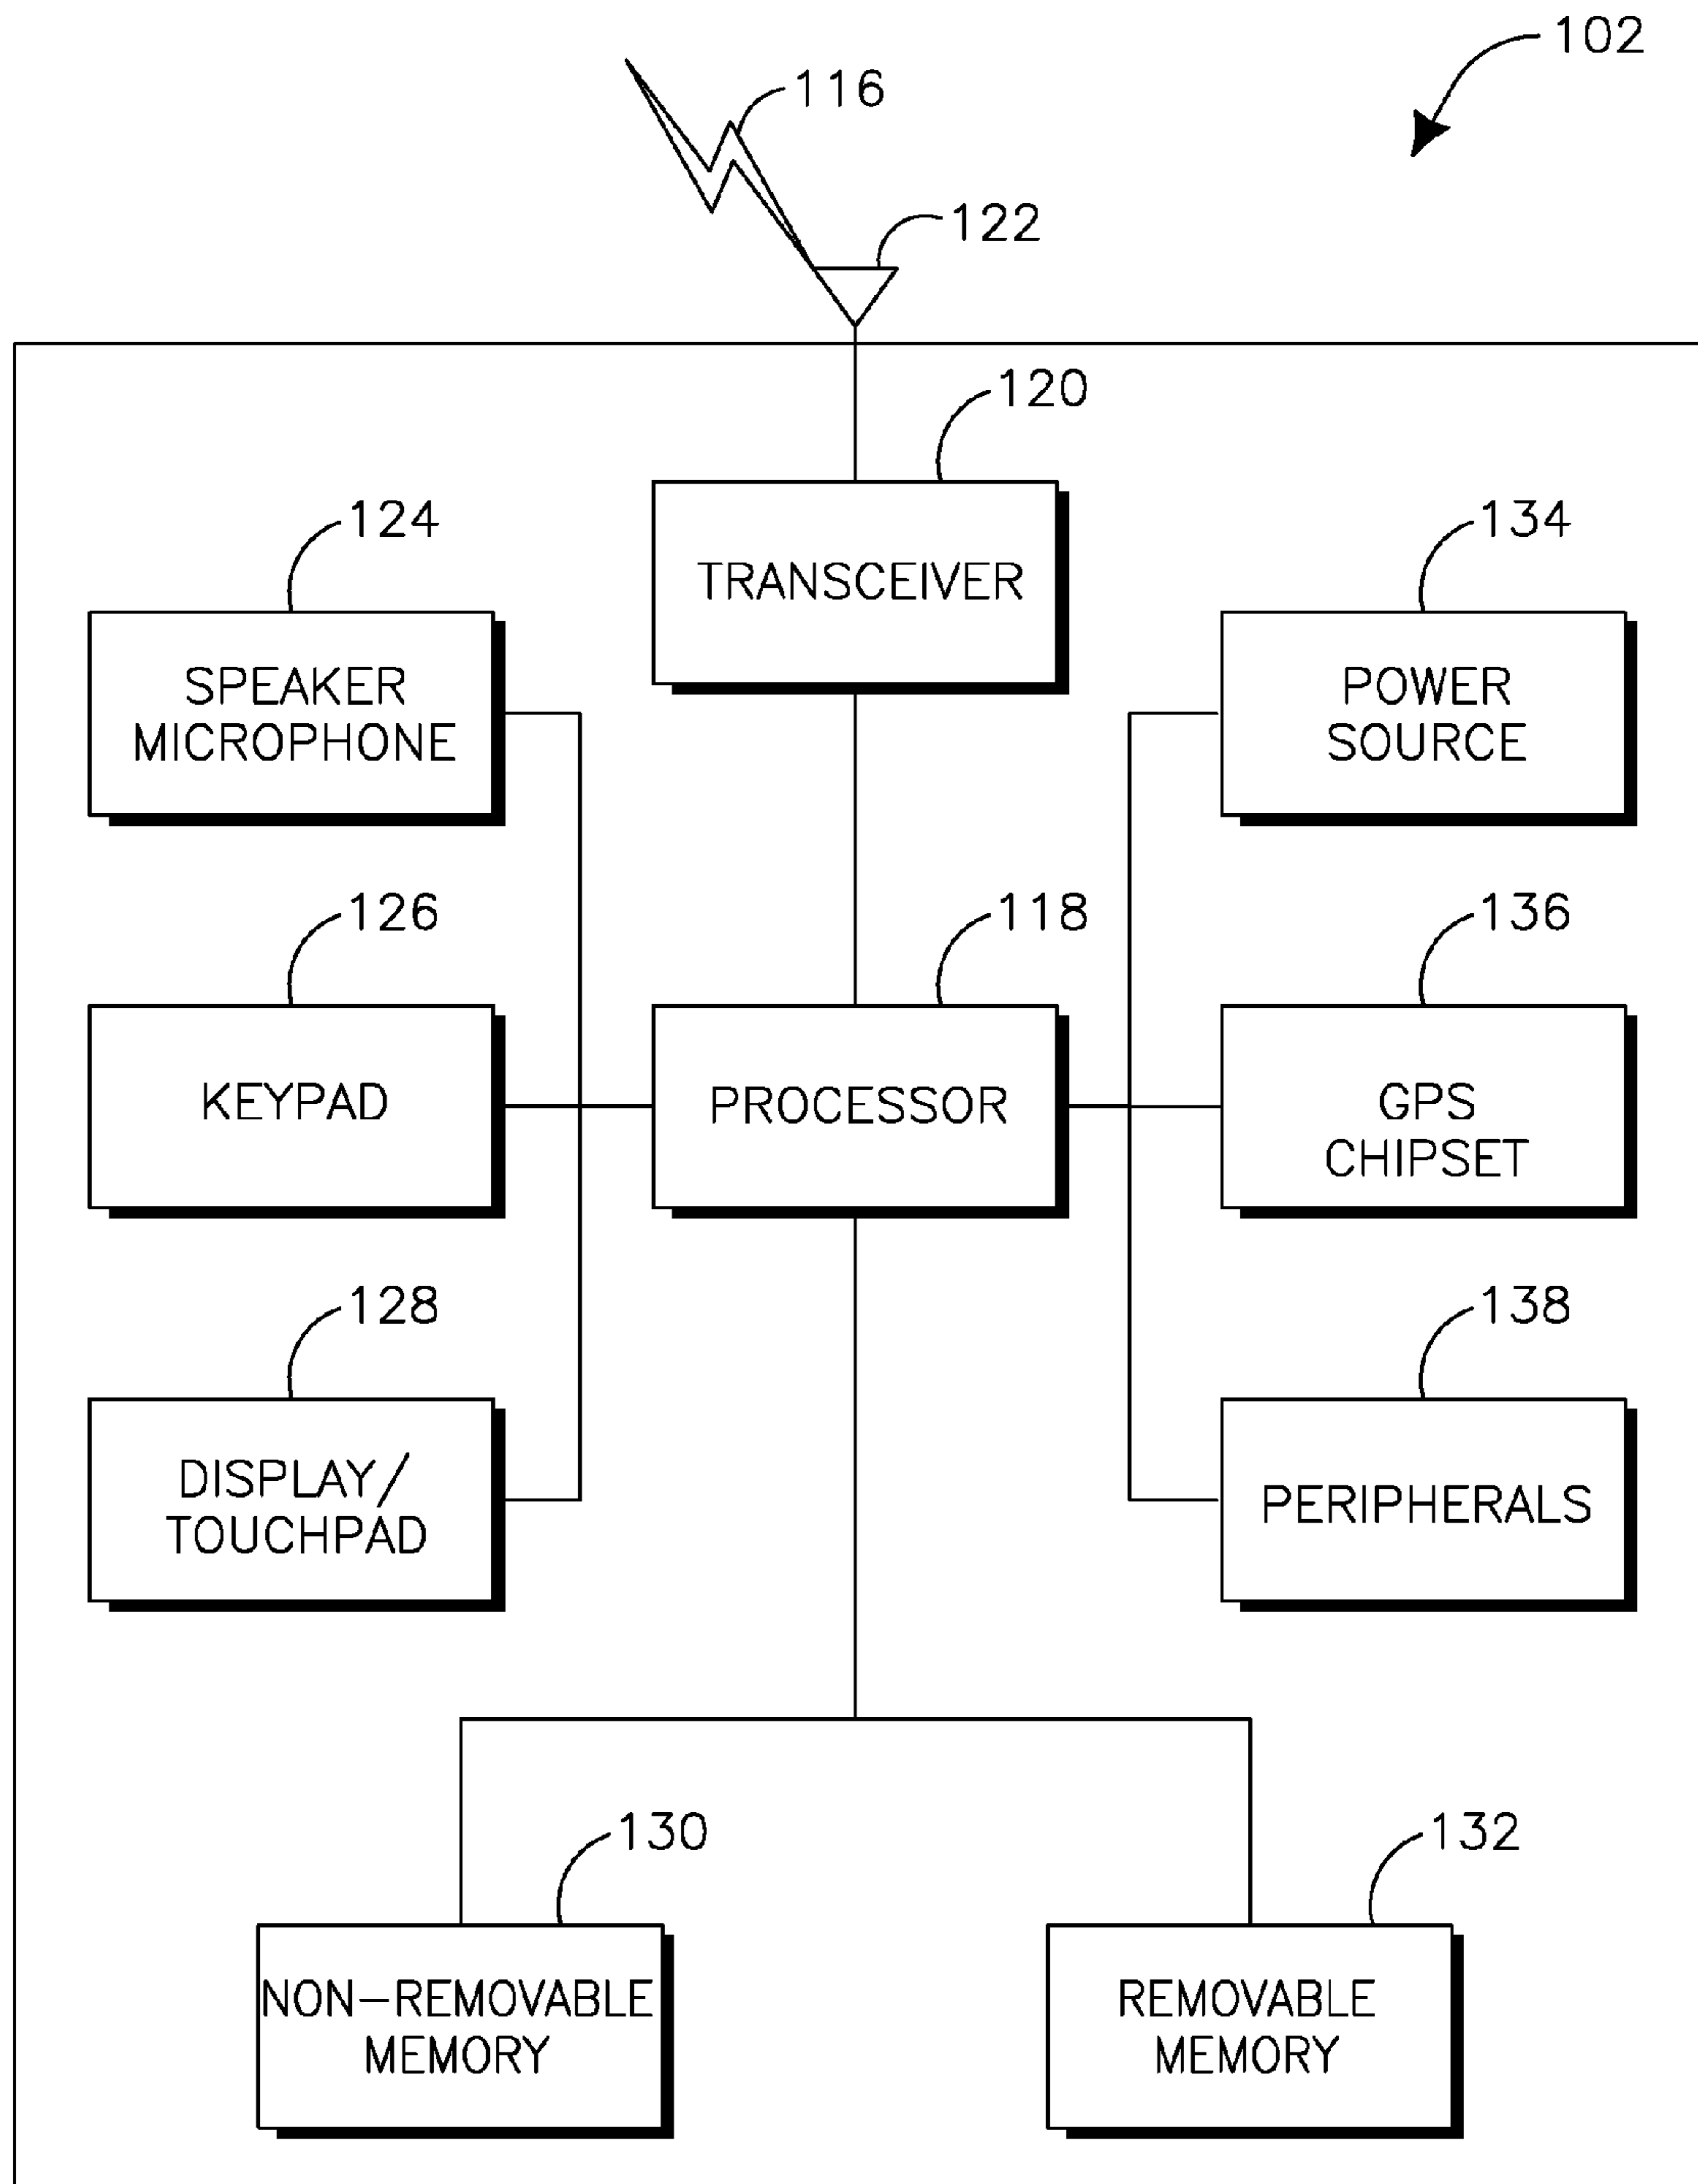 102
116
122
120
TRANSCEIVER
124
SPEAKER
MICROPHONE
134
POWER
SOURCE
126
KEYPAD
118
PROCESSOR
136
GPS
CHIPSET
128
DISPLAY/
TOUCHPAD
138
PERIPHERALS
130
NON-REMOVABLE
MEMORY
132
REMOVABLE
MEMORY